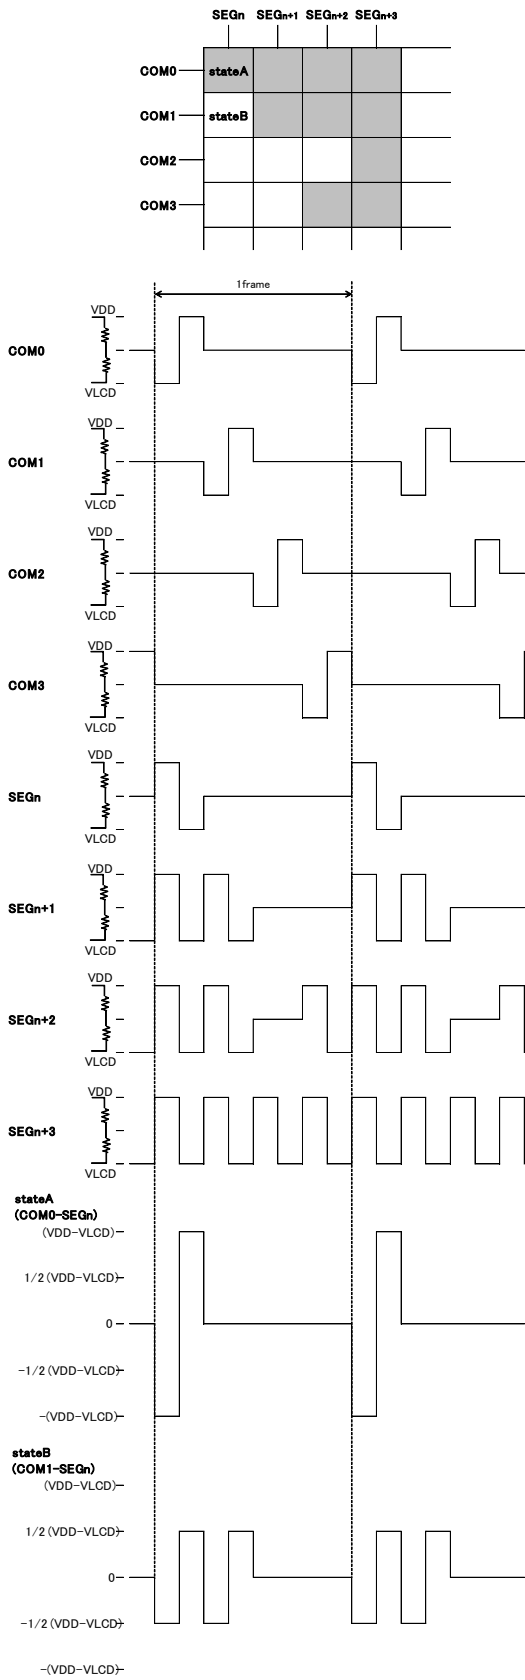 SEGn SEGn+1 SEGn+2 SEGn+3
COM0 stateA
COM1 stateB
COM2
COM3
1frame
VDD
COM0
VLCD
VDD
COM1
VLCD
VDD
COM2
VLCD
VDD
COM3
VLCD
VDD
SEGn
VLCD
VDD
SEGn+1
VLCD
VDD
SEGn+2
VLCD
VDD
SEGn+3
VLCD
stateA
(COM0-SEGn)
(VDD-VLCD)
1/2(VDD-VLCD)
0
-1/2(VDD-VLCD)
-(VDD-VLCD)
stateB
(COM1-SEGn)
(VDD-VLCD)
1/2(VDD-VLCD)
0
-1/2(VDD-VLCD)
-(VDD-VLCD)